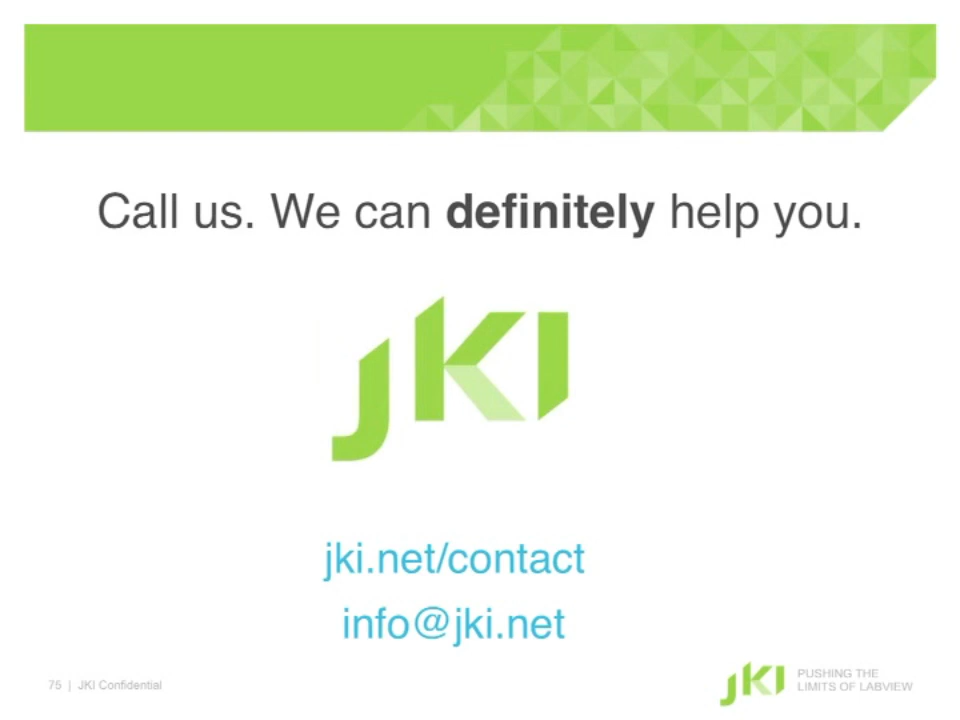 Call us. We can definitely help you.
jki
jki.net/contact
info@jki.net
75 | JKI Confidential
jki
PUSHING THE
LIMITS OF LABVIEW